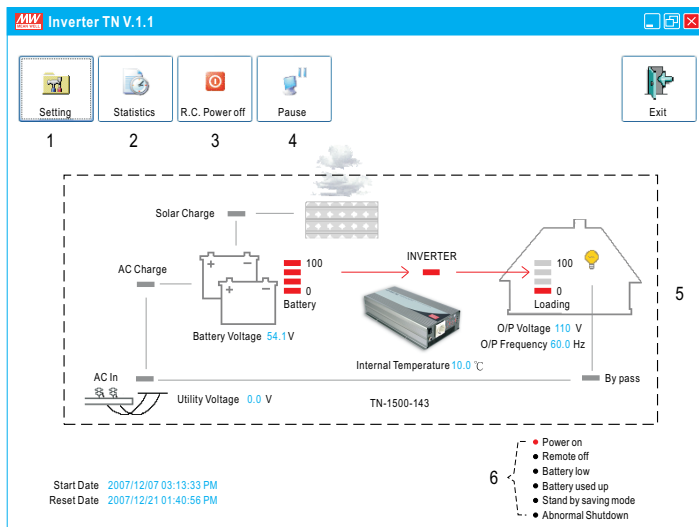 MW
MEAN WELL
Inverter TN V.1.1
Setting
Statistics
R.C. Power off
Pause
Exit
1
2
3
4
Solar Charge
AC Charge
100
0
Battery
INVERTER
100
0
Loading
5
Battery Voltage 54.1 V
O/P Voltage 110 V
O/P Frequency 60.0 Hz
Internal Temperature 10.0 ℃
AC In
By pass
Utility Voltage 0.0 V
TN-1500-143
6
Power on
Remote off
Battery low
Battery used up
Stand by saving mode
Abnormal Shutdown
Start Date 2007/12/07 03:13:33 PM
Reset Date 2007/12/21 01:40:56 PM